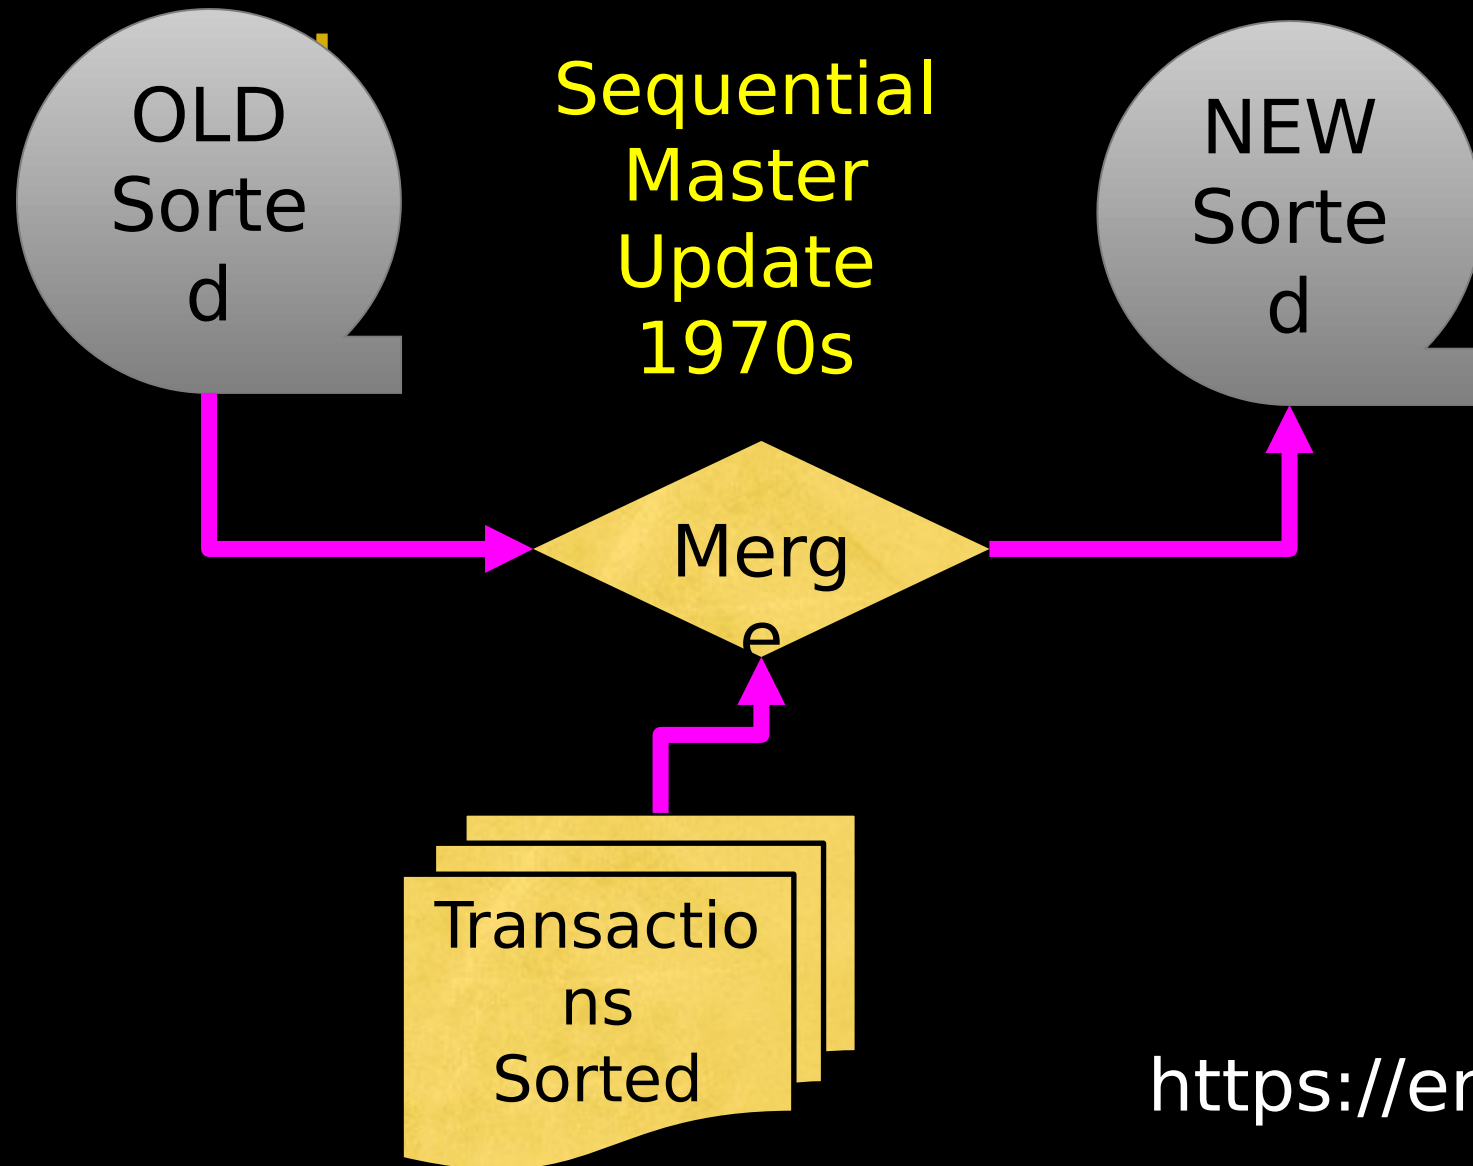 OLD
Sorte
d
Sequential
Master
Update
1970s
NEW
Sorte
d
Merg
e
Transactio
ns
Sorted
https://en